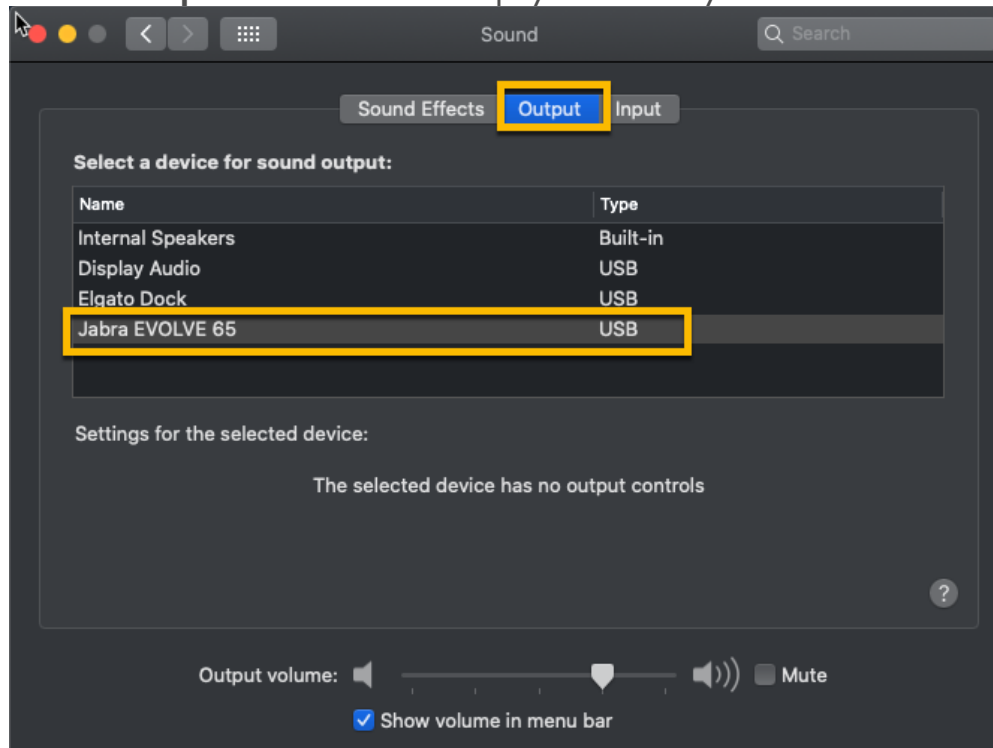 Sound
Search
Sound Effects Output Input
Select a device for sound output:
Name Type
Internal Speakers Built-in
Display Audio USB
Elgato Dock USB
Jabra EVOLVE 65 USB
Settings for the selected device:
The selected device has no output controls
?
Output volume: Mute
Show volume in menu bar